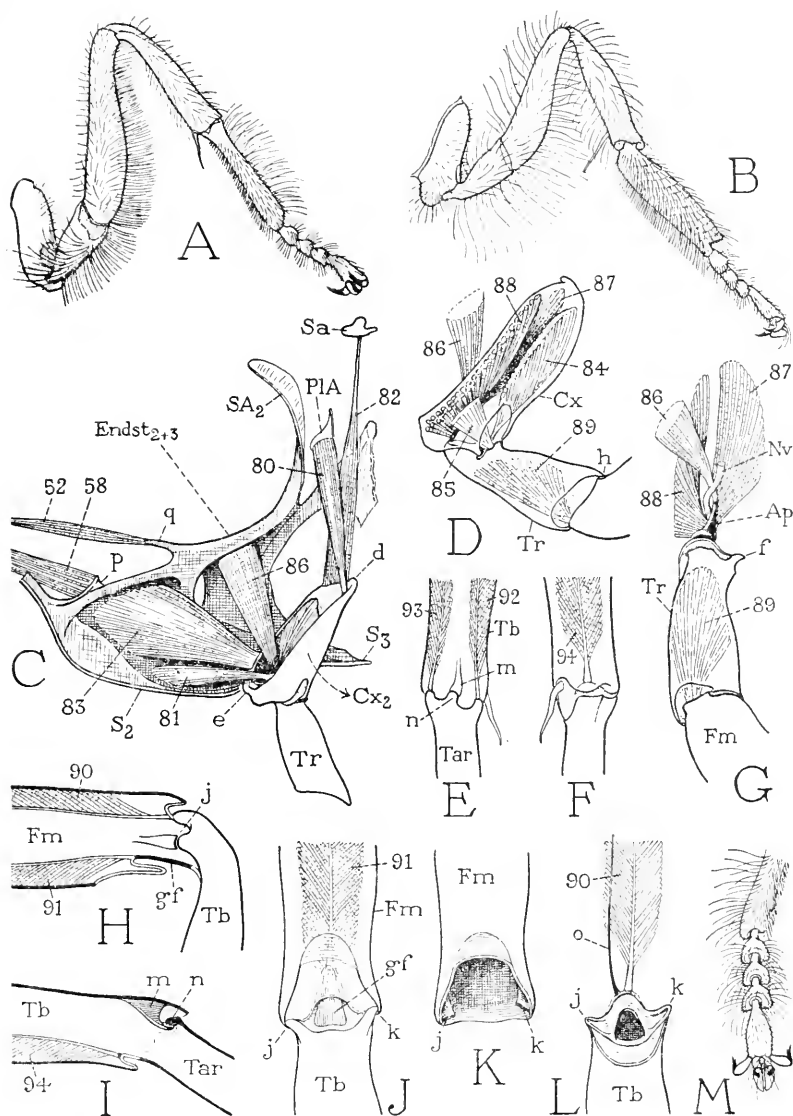 A
B
Sa
PlA
SA2
82
Endst2+3
80
52
58
q
p
86
d
S3
C
83
81
S2
e
Cx2
Tr
86
88
87
84
Cx
89
h
85
D
Tr
86
87
Nv
88
Ap
f
Tr
89
Fm
G
93
92
Tb
m
n
Tar
E
94
F
90
j
Fm
91
gf
Tb
H
m
n
Tb
94
Tar
I
91
Fm
gf
j
k
Tb
J
Fm
j
k
K
90
o
j
k
L
Tb
M